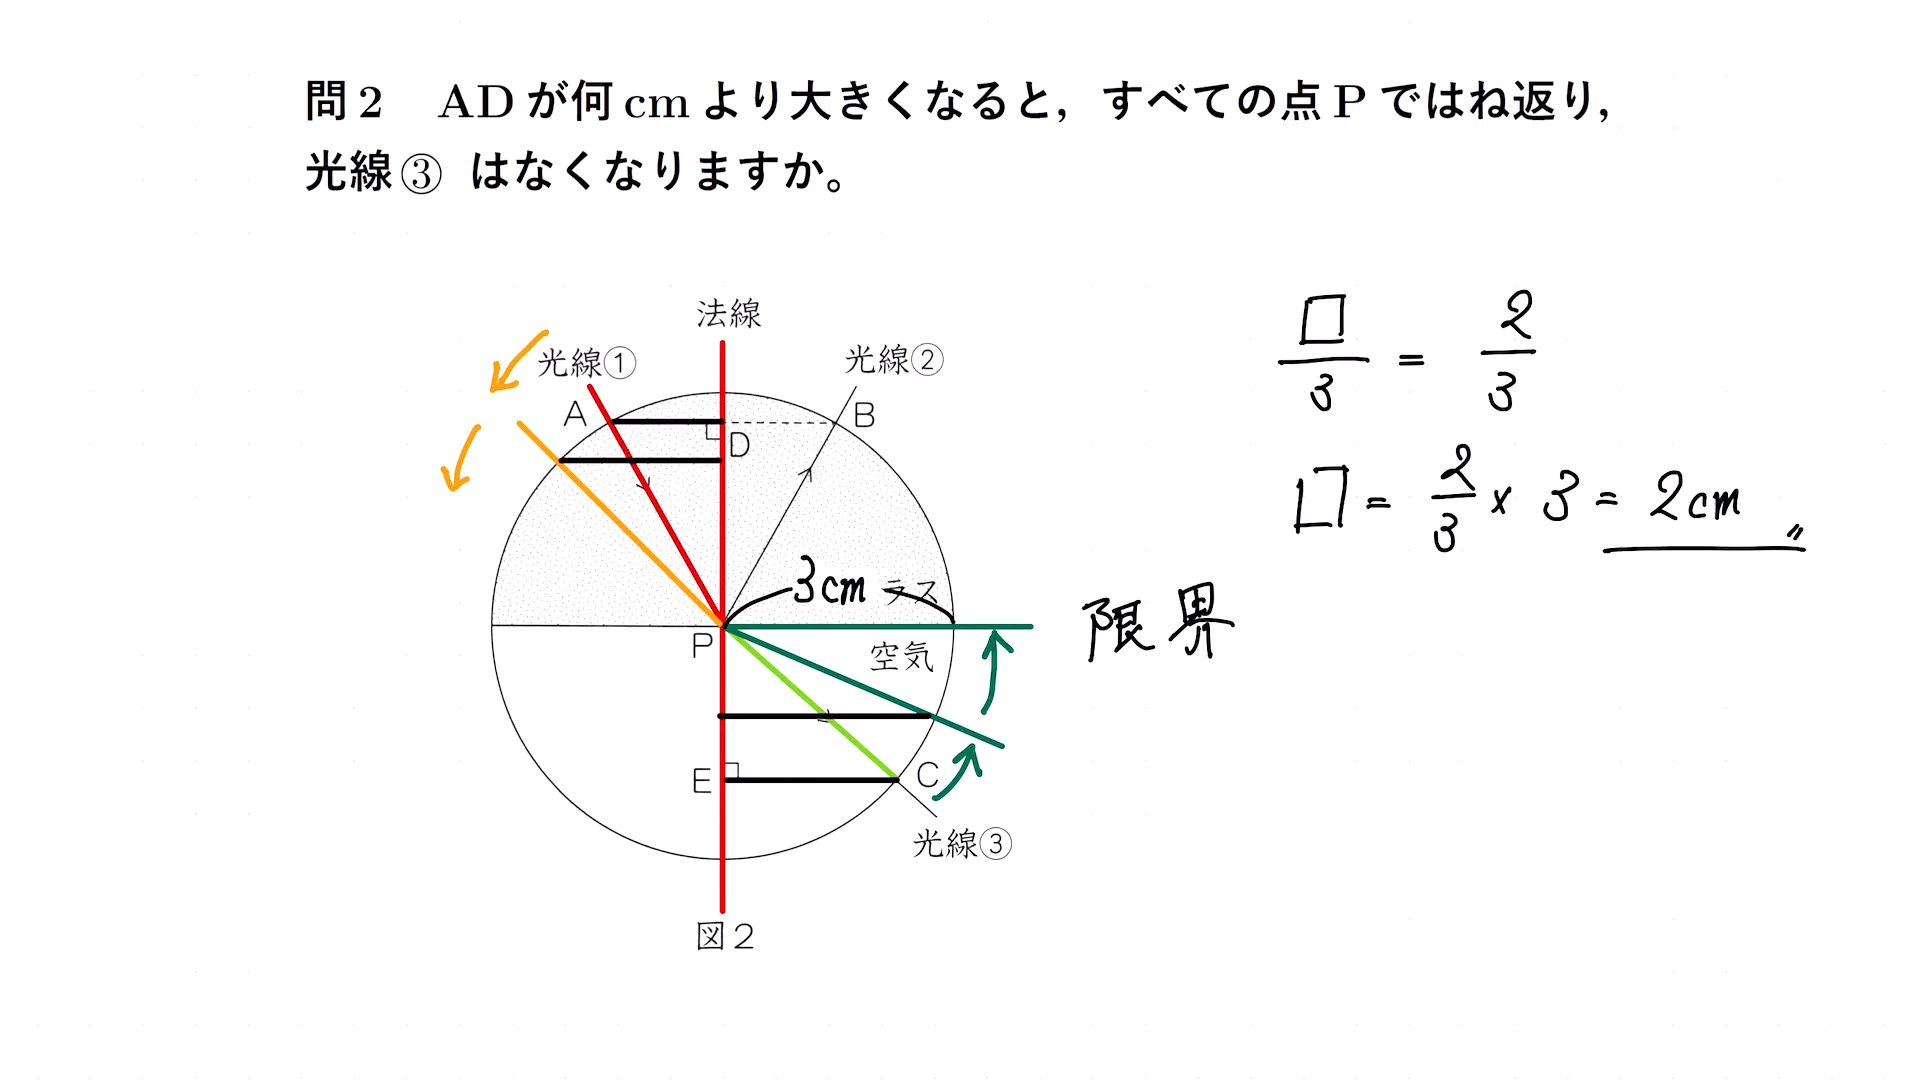 問2　ADが何cmより大きくなると，すべての点Pではね返り，
光線③ はなくなりますか。
法線
光線①
光線②
A
B
D
3cm
ラス
P
空気
E
C
光線③
図2
限界
□/3 = 2/3
□ = 2/3 × 3 = 2cm〃